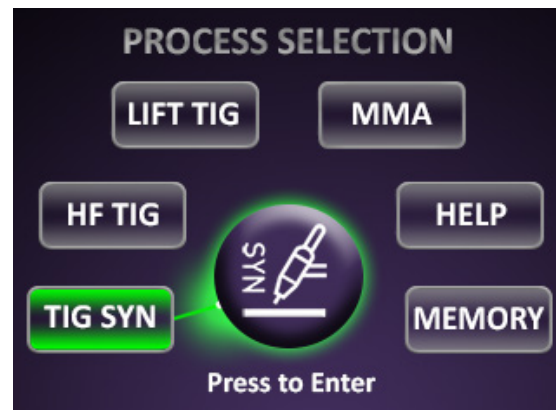 PROCESS SELECTION
LIFT TIG
MMA
HF TIG
HELP
SYN
TIG SYN
MEMORY
Press to Enter